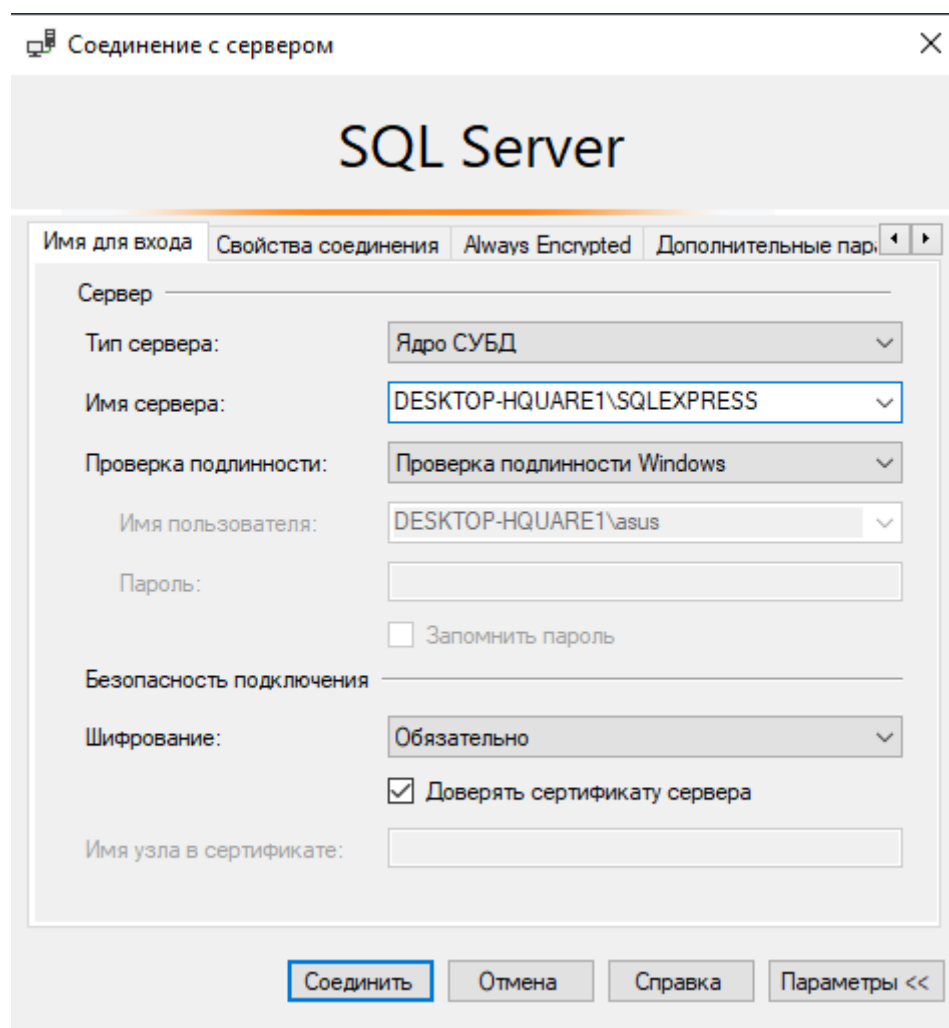 Соединение с сервером
SQL Server
Имя для входа Свойства соединения Always Encrypted Дополнительные пара
Сервер
Тип сервера: Ядро СУБД
Имя сервера: DESKTOP-HQUARE1\SQLEXPRESS
Проверка подлинности: Проверка подлинности Windows
Имя пользователя: DESKTOP-HQUARE1\asus
Пароль:
Запомнить пароль
Безопасность подключения
Шифрование: Обязательно
Доверять сертификату сервера
Имя узла в сертификате:
Соединить Отмена Справка Параметры <<